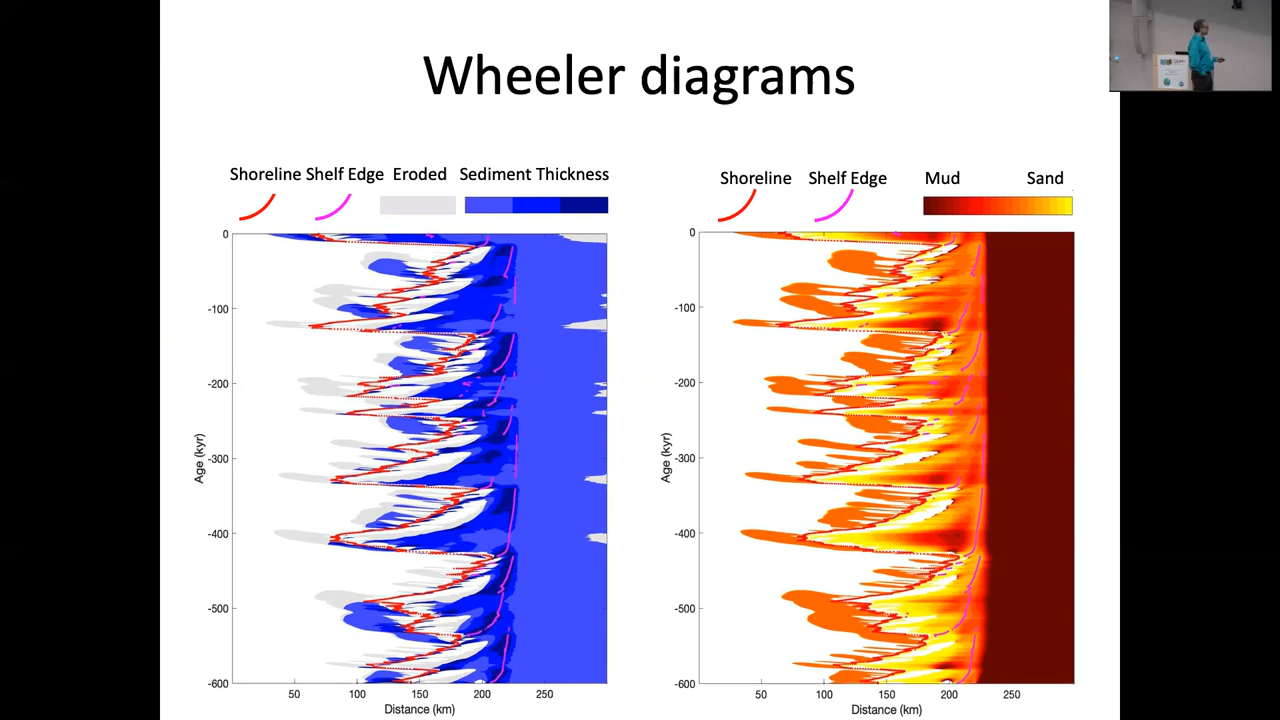 Wheeler diagrams
Shoreline Shelf Edge Eroded Sediment Thickness
Shoreline Shelf Edge Mud Sand
0
-100
-200
-300
-400
-500
-600
Age (kyr)
50 100 150 200 250
Distance (km)
0
-100
-200
-300
-400
-500
-600
Age (kyr)
50 100 150 200 250
Distance (km)